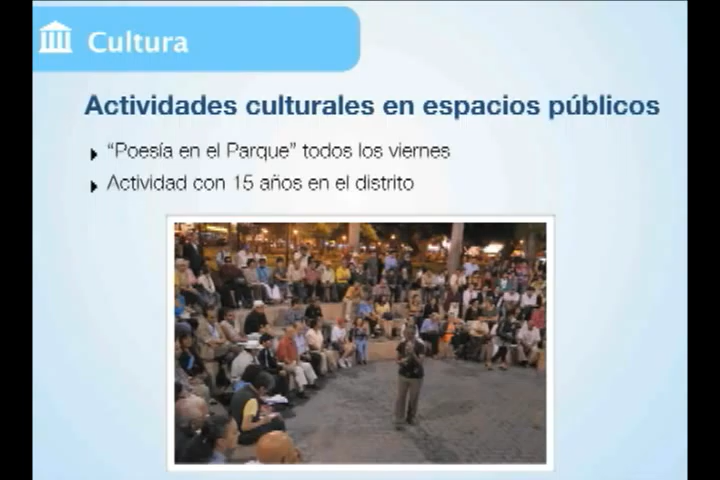 Cultura
Actividades culturales en espacios públicos
“Poesía en el Parque” todos los viernes
Actividad con 15 años en el distrito